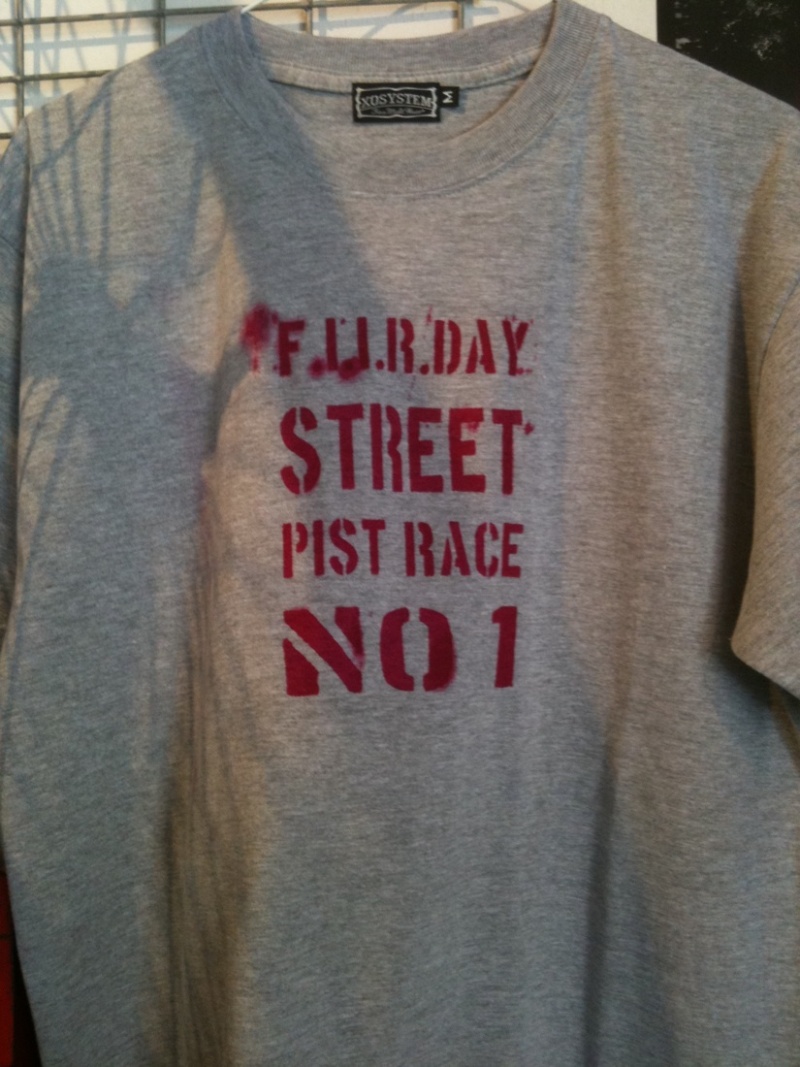 XOSYSTEM
M
F.U.R.DAY
STREET
PIST RACE
NO 1